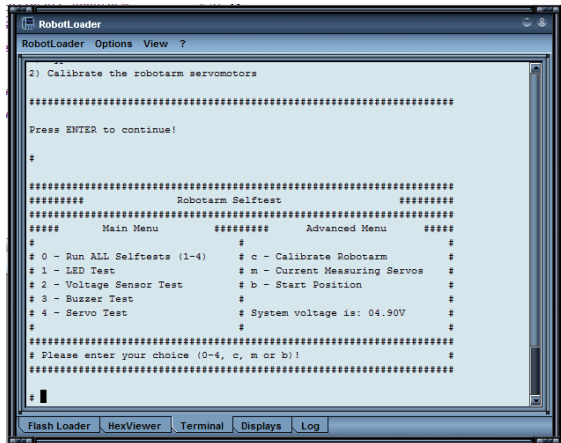 RobotLoader
RobotLoader Options View ?
2) Calibrate the robotarm servomotors
######################################################################
Press ENTER to continue!
#
######################################################################
######### Robotarm Selftest #########
######################################################################
##### Main Menu ######### Advanced Menu #####
# # #
# 0 - Run ALL Selftests (1-4) # c - Calibrate Robotarm #
# 1 - LED Test # m - Current Measuring Servos #
# 2 - Voltage Sensor Test # b - Start Position #
# 3 - Buzzer Test # #
# 4 - Servo Test # System voltage is: 04.90V #
# # #
######################################################################
# Please enter your choice (0-4, c, m or b)! #
######################################################################
#
Flash Loader HexViewer Terminal Displays Log